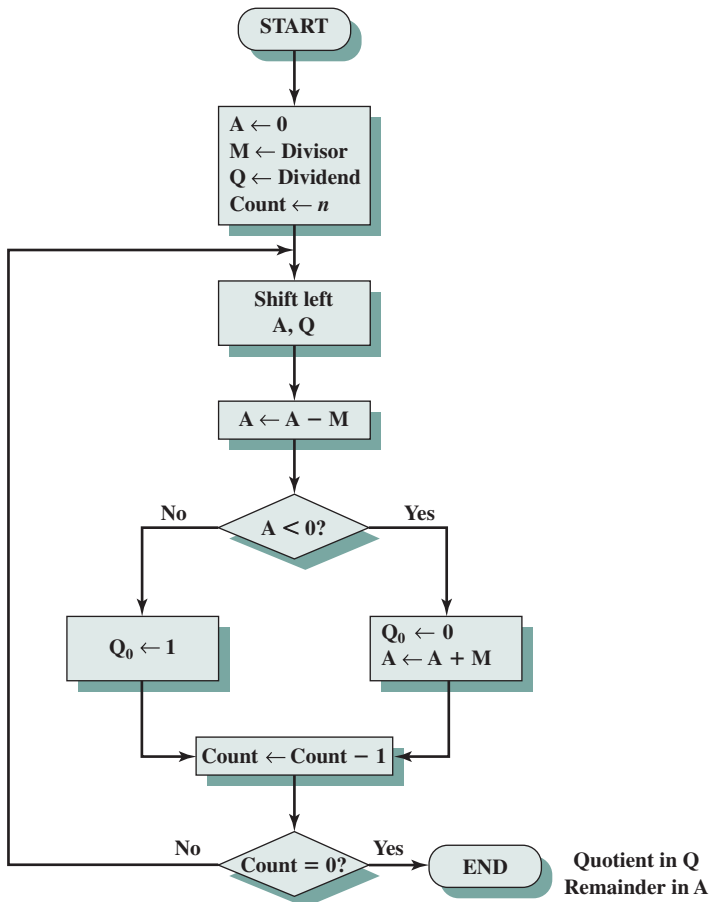 START
A ← 0
M ← Divisor
Q ← Dividend
Count ← n
Shift left
A, Q
A ← A − M
No
A < 0?
Yes
Q₀ ← 1
Q₀ ← 0
A ← A + M
Count ← Count − 1
No
Count = 0?
Yes
END
Quotient in Q
Remainder in A